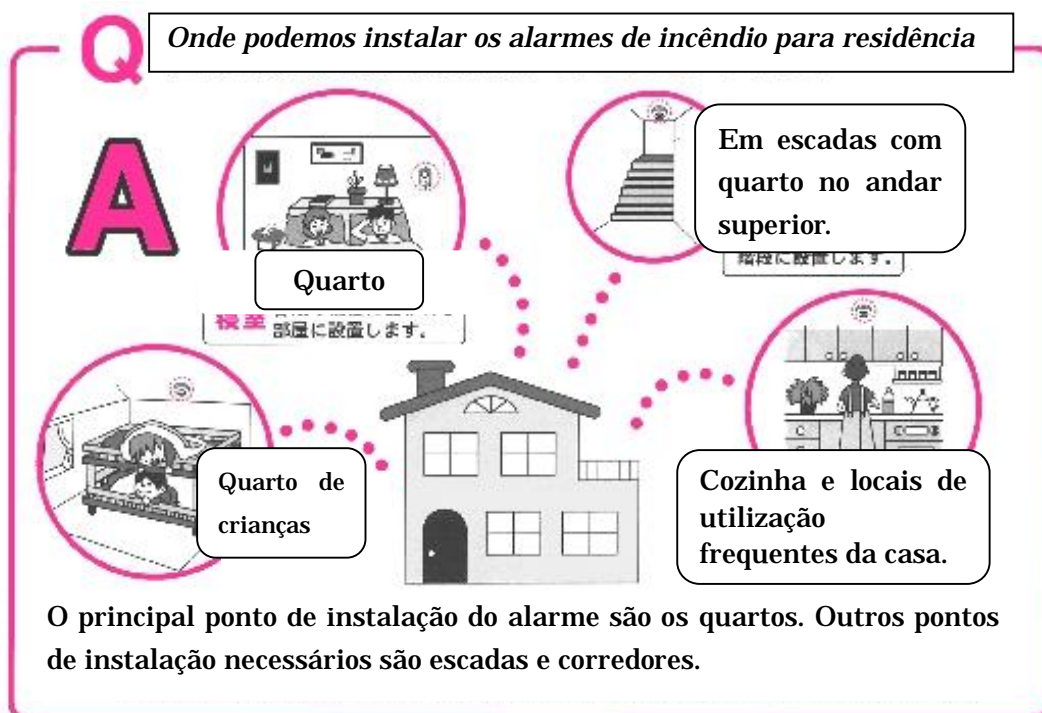 Q
Onde podemos instalar os alarmes de incêndio para residência
A
Em escadas com
quarto no andar
superior.
階段に設置します。
Quarto
寝室
部屋に設置します。
Quarto de
crianças
Cozinha e locais de
utilização
frequentes da casa.
O principal ponto de instalação do alarme são os quartos. Outros pontos
de instalação necessários são escadas e corredores.